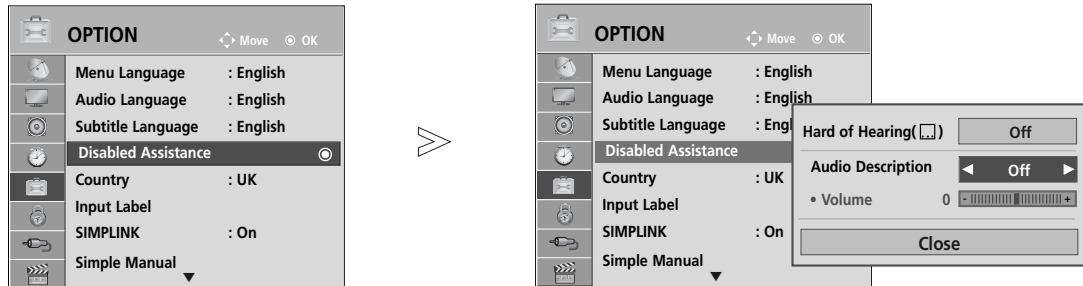 OPTION
Move OK
Menu Language : English
Audio Language : English
Subtitle Language : English
Disabled Assistance
Country : UK
Input Label
SIMPLINK : On
Simple Manual
OPTION
Move OK
Menu Language : English
Audio Language : English
Subtitle Language : Engl
Disabled Assistance
Country : UK
Input Label
SIMPLINK : On
Simple Manual
Hard of Hearing( ) Off
Audio Description Off
• Volume 0 - +
Close